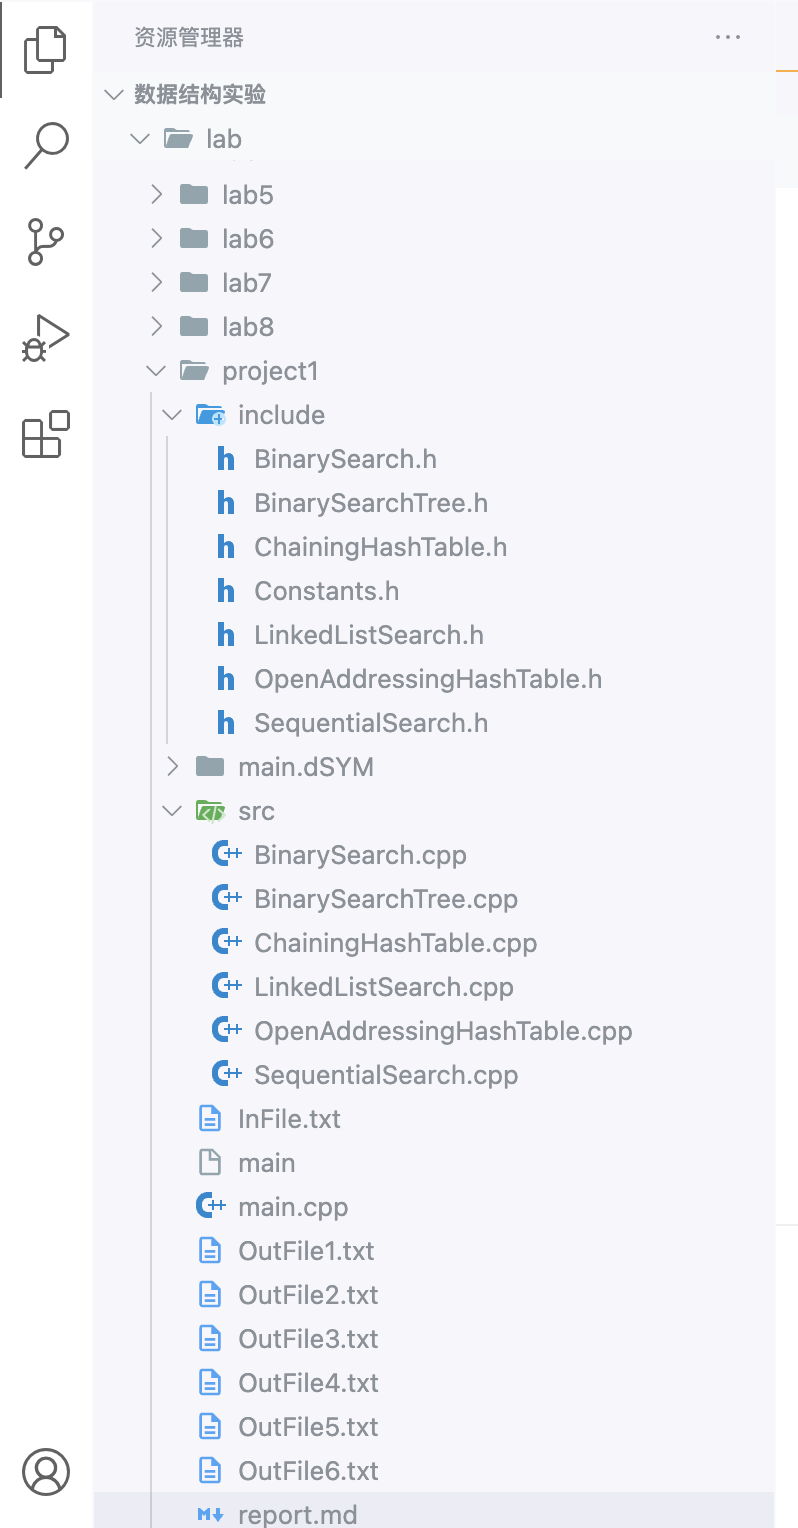 资源管理器
数据结构实验
lab
lab5
lab6
lab7
lab8
project1
include
BinarySearch.h
BinarySearchTree.h
ChainingHashTable.h
Constants.h
LinkedListSearch.h
OpenAddressingHashTable.h
SequentialSearch.h
main.dSYM
src
BinarySearch.cpp
BinarySearchTree.cpp
ChainingHashTable.cpp
LinkedListSearch.cpp
OpenAddressingHashTable.cpp
SequentialSearch.cpp
InFile.txt
main
main.cpp
OutFile1.txt
OutFile2.txt
OutFile3.txt
OutFile4.txt
OutFile5.txt
OutFile6.txt
report.md